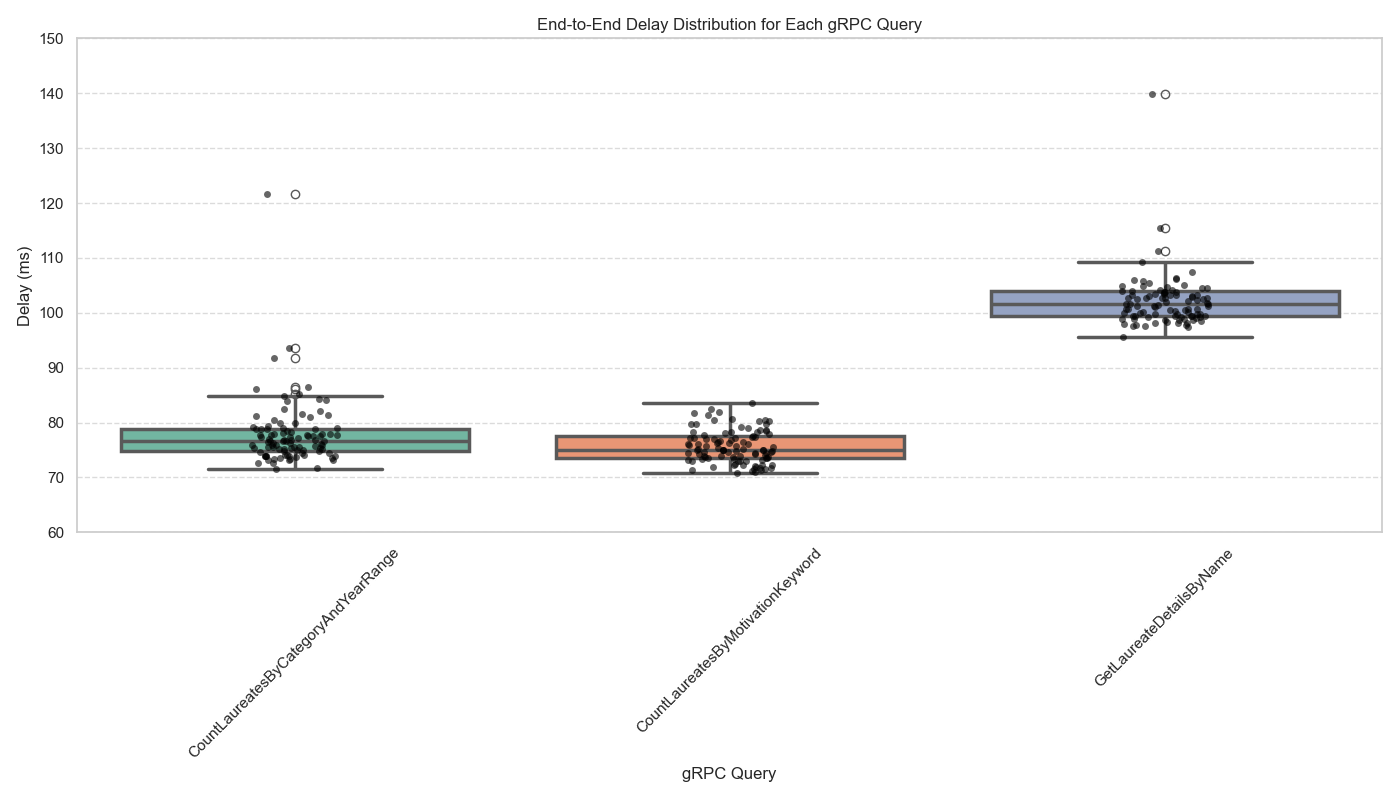 End-to-End Delay Distribution for Each gRPC Query
150
140
130
120
110
100
90
80
70
60
Delay (ms)
CountLaureatesByCategoryAndYearRange
CountLaureatesByMotivationKeyword
GetLaureateDetailsByName
gRPC Query